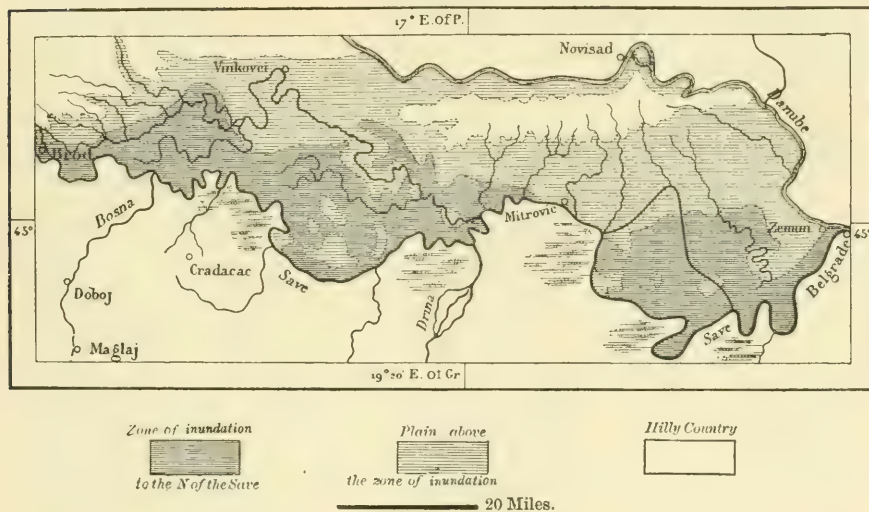 17° E. Of P.
Vinkovci
Novisad
Danube
Brod
Bosna
Mitrovic
45°
45°
Zemun
Belgrade
Cradacac
Save
Doboj
Drina
Save
Maglaj
19° 20' E. Of Gr
Zone of inundation
to the N of the Save
Plain above
the zone of inundation
Hilly Country
20 Miles.